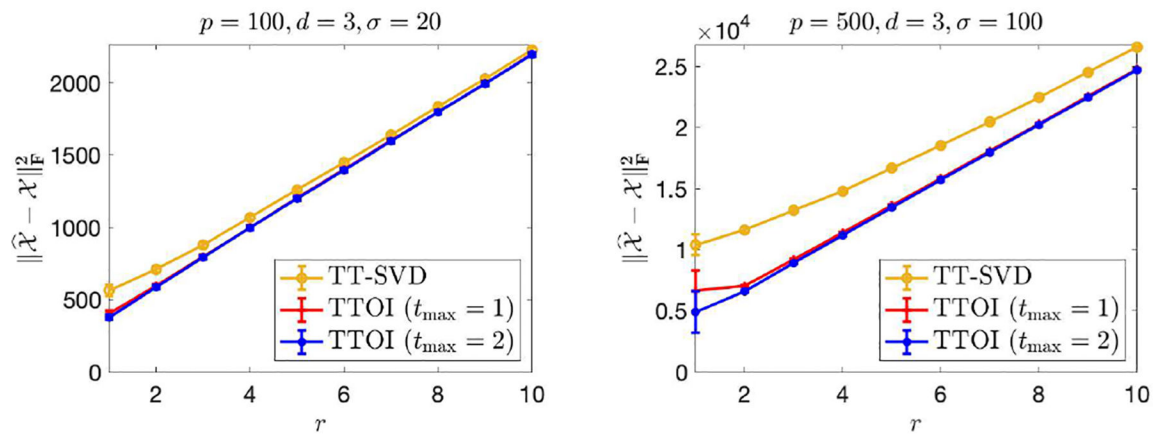 p = 100, d = 3, σ = 20
‖𝒳̂ − 𝒳‖²_F
2000
1500
1000
500
0
2
4
6
8
10
r
TT-SVD
TTOI (t_max = 1)
TTOI (t_max = 2)
p = 500, d = 3, σ = 100
×10⁴
‖𝒳̂ − 𝒳‖²_F
2.5
2
1.5
1
0.5
0
2
4
6
8
10
r
TT-SVD
TTOI (t_max = 1)
TTOI (t_max = 2)